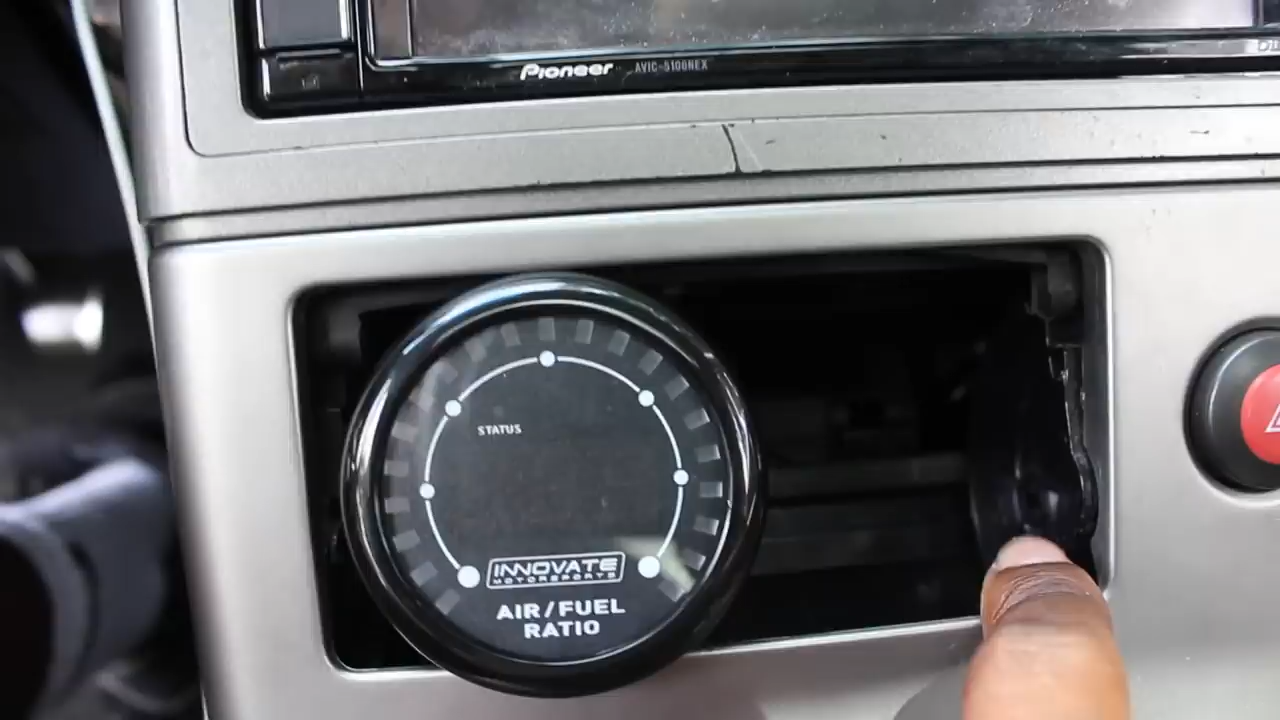 Pioneer AVIC-5100NEX
STATUS
INNOVATE
MOTORSPORTS
AIR/FUEL
RATIO